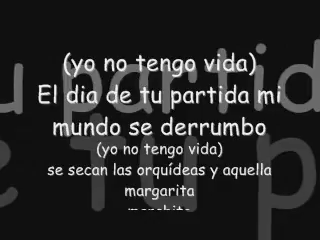 (yo no tengo vida)
El dia de tu partida mi
mundo se derrumbo
(yo no tengo vida)
se secan las orquídeas y aquella
margarita